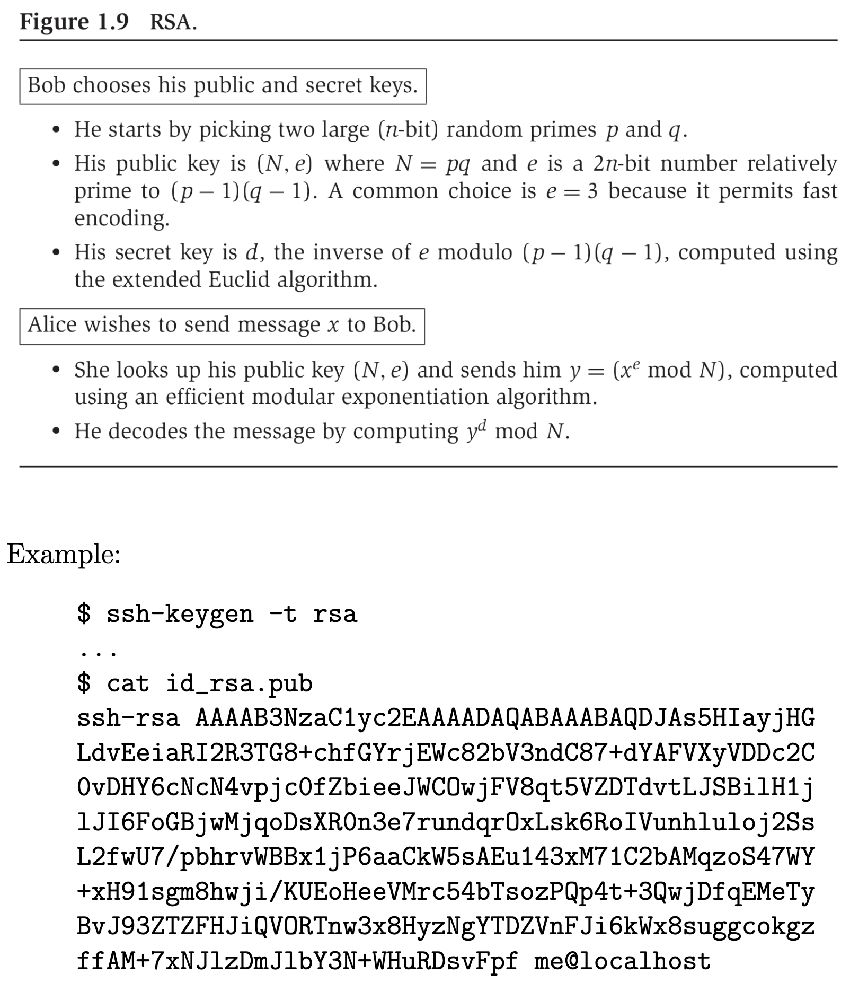 Figure 1.9 RSA.
Bob chooses his public and secret keys.
• He starts by picking two large (n-bit) random primes p and q.
• His public key is (N, e) where N = pq and e is a 2n-bit number relatively
prime to (p − 1)(q − 1). A common choice is e = 3 because it permits fast
encoding.
• His secret key is d, the inverse of e modulo (p − 1)(q − 1), computed using
the extended Euclid algorithm.
Alice wishes to send message x to Bob.
• She looks up his public key (N, e) and sends him y = (xᵉ mod N), computed
using an efficient modular exponentiation algorithm.
• He decodes the message by computing yᵈ mod N.
Example:
$ ssh-keygen -t rsa
...
$ cat id_rsa.pub
ssh-rsa AAAAB3NzaC1yc2EAAAADAQABAAABAQDJAs5HIayjHG
LdvEeiaRI2R3TG8+chfGYrjEWc82bV3ndC87+dYAFVXyVDDc2C
0vDHY6cNcN4vpjc0fZbieeJWCOwjFV8qt5VZDTdvtLJSBilH1j
lJI6FoGBjwMjqoDsXR0n3e7rundqrOxLsk6RoIVunhluloj2Ss
L2fwU7/pbhrvWBBx1jP6aaCkW5sAEu143xM71C2bAMqzoS47WY
+xH91sgm8hwji/KUEoHeeVMrc54bTsozPQp4t+3QwjDfqEMeTy
BvJ93ZTZFHJiQVORTnw3x8HyzNgYTDZVnFJi6kWx8suggcokgz
ffAM+7xNJlzDmJlbY3N+WHuRDsvFpf me@localhost